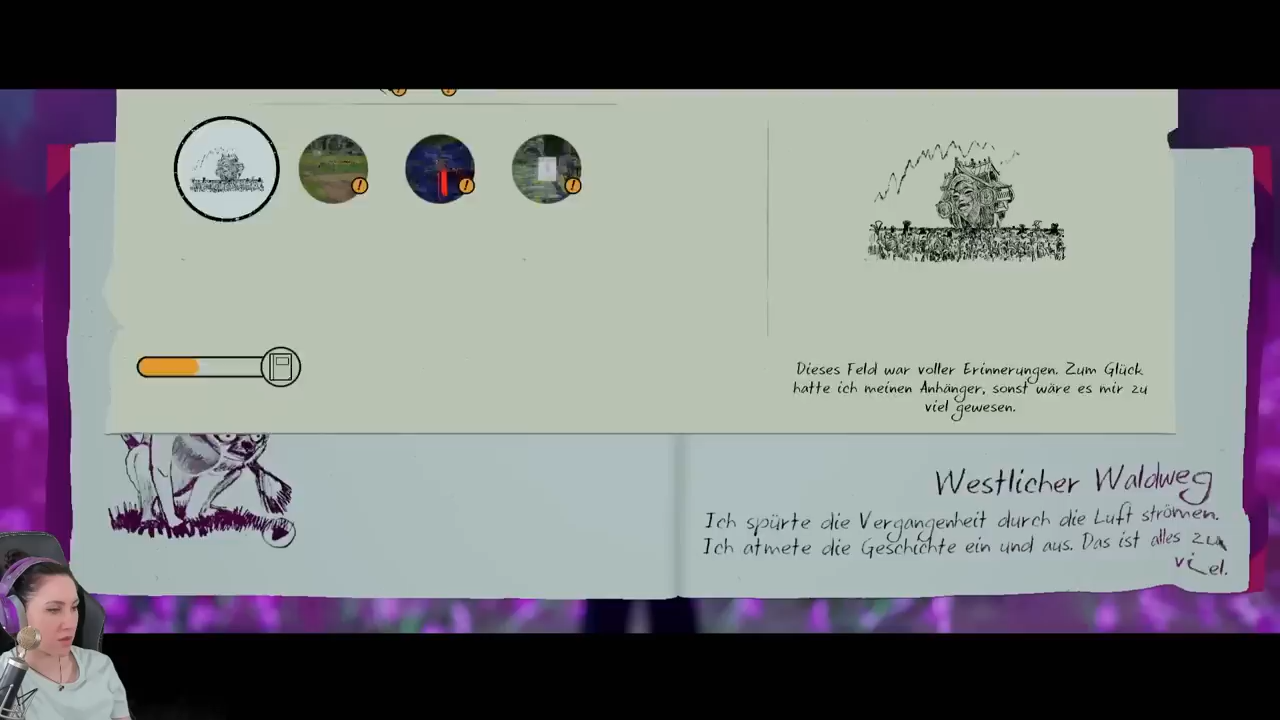 Dieses Feld war voller Erinnerungen. Zum Glück
hatte ich meinen Anhänger, sonst wäre es mir zu
viel gewesen.
Westlicher Waldweg
Ich spürte die Vergangenheit durch die Luft strömen.
Ich atmete die Geschichte ein und aus. Das ist alles zu
viel.